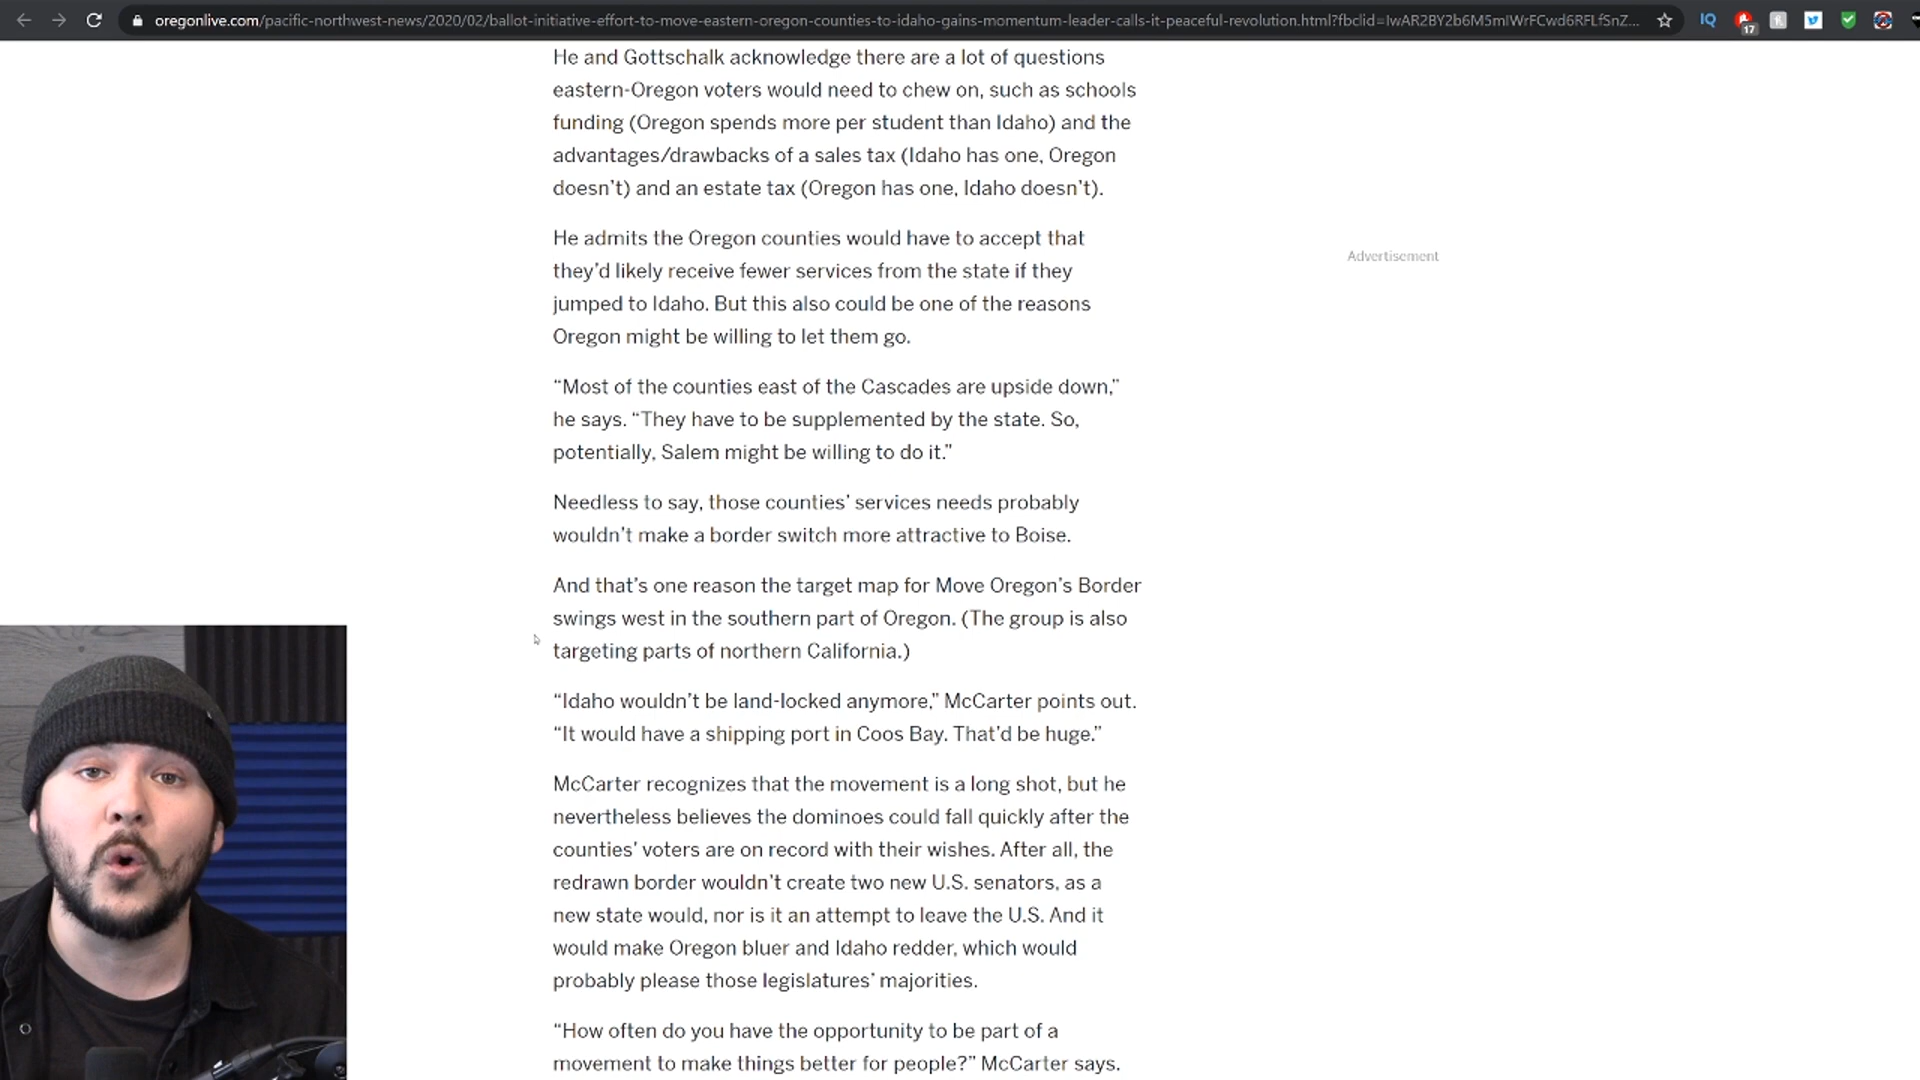 oregonlive.com/pacific-northwest-news/2020/02/ballot-initiative-effort-to-move-eastern-oregon-counties-to-idaho-gains-momentum-leader-calls-it-peaceful-revolution.html?fbclid=IwAR2BY2b6M5mIWrFCwd6RFLfSnZ...
IQ
17
He and Gottschalk acknowledge there are a lot of questions
eastern-Oregon voters would need to chew on, such as schools
funding (Oregon spends more per student than Idaho) and the
advantages/drawbacks of a sales tax (Idaho has one, Oregon
doesn't) and an estate tax (Oregon has one, Idaho doesn't).
He admits the Oregon counties would have to accept that
they'd likely receive fewer services from the state if they
jumped to Idaho. But this also could be one of the reasons
Oregon might be willing to let them go.
Advertisement
“Most of the counties east of the Cascades are upside down,”
he says. “They have to be supplemented by the state. So,
potentially, Salem might be willing to do it.”
Needless to say, those counties’ services needs probably
wouldn’t make a border switch more attractive to Boise.
And that’s one reason the target map for Move Oregon’s Border
swings west in the southern part of Oregon. (The group is also
targeting parts of northern California.)
“Idaho wouldn’t be land-locked anymore,” McCarter points out.
“It would have a shipping port in Coos Bay. That’d be huge.”
McCarter recognizes that the movement is a long shot, but he
nevertheless believes the dominoes could fall quickly after the
counties’ voters are on record with their wishes. After all, the
redrawn border wouldn’t create two new U.S. senators, as a
new state would, nor is it an attempt to leave the U.S. And it
would make Oregon bluer and Idaho redder, which would
probably please those legislatures’ majorities.
“How often do you have the opportunity to be part of a
movement to make things better for people?” McCarter says.